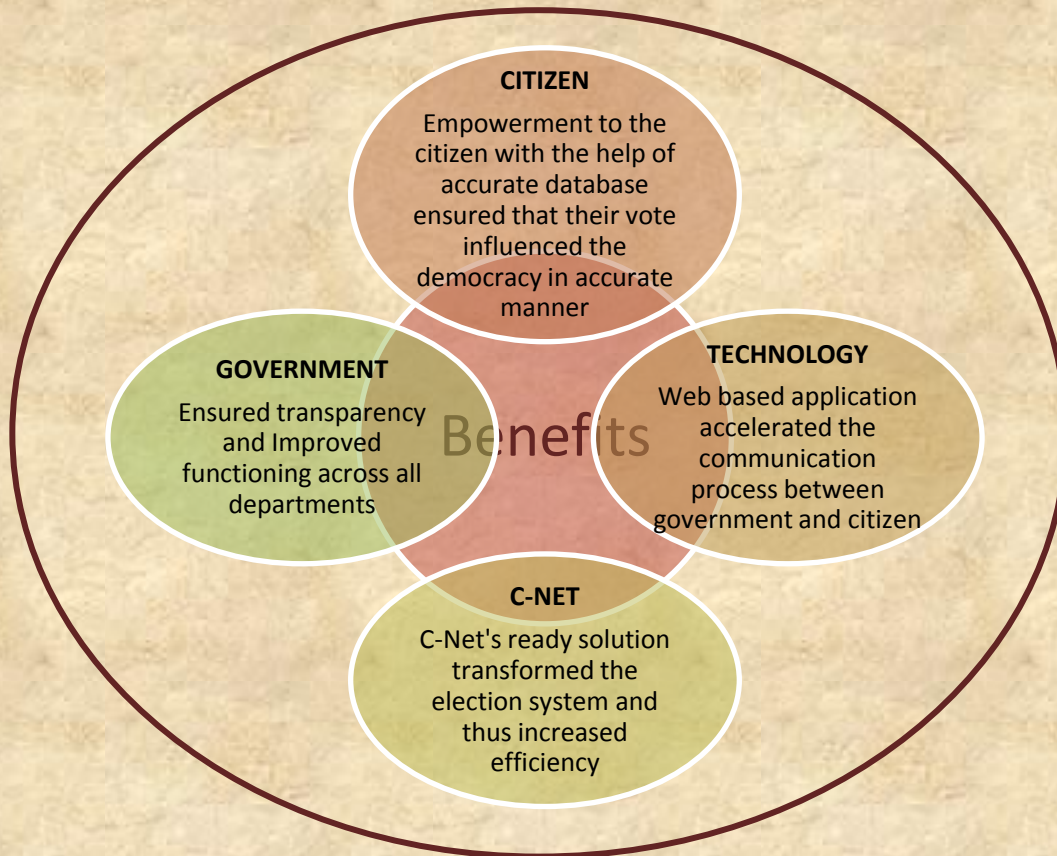 CITIZEN
Empowerment to the
citizen with the help of
accurate database
ensured that their vote
influenced the
democracy in accurate
manner
GOVERNMENT
Ensured transparency
and Improved
functioning across all
departments
Benefits
TECHNOLOGY
Web based application
accelerated the
communication
process between
government and citizen
C-NET
C-Net's ready solution
transformed the
election system and
thus increased
efficiency